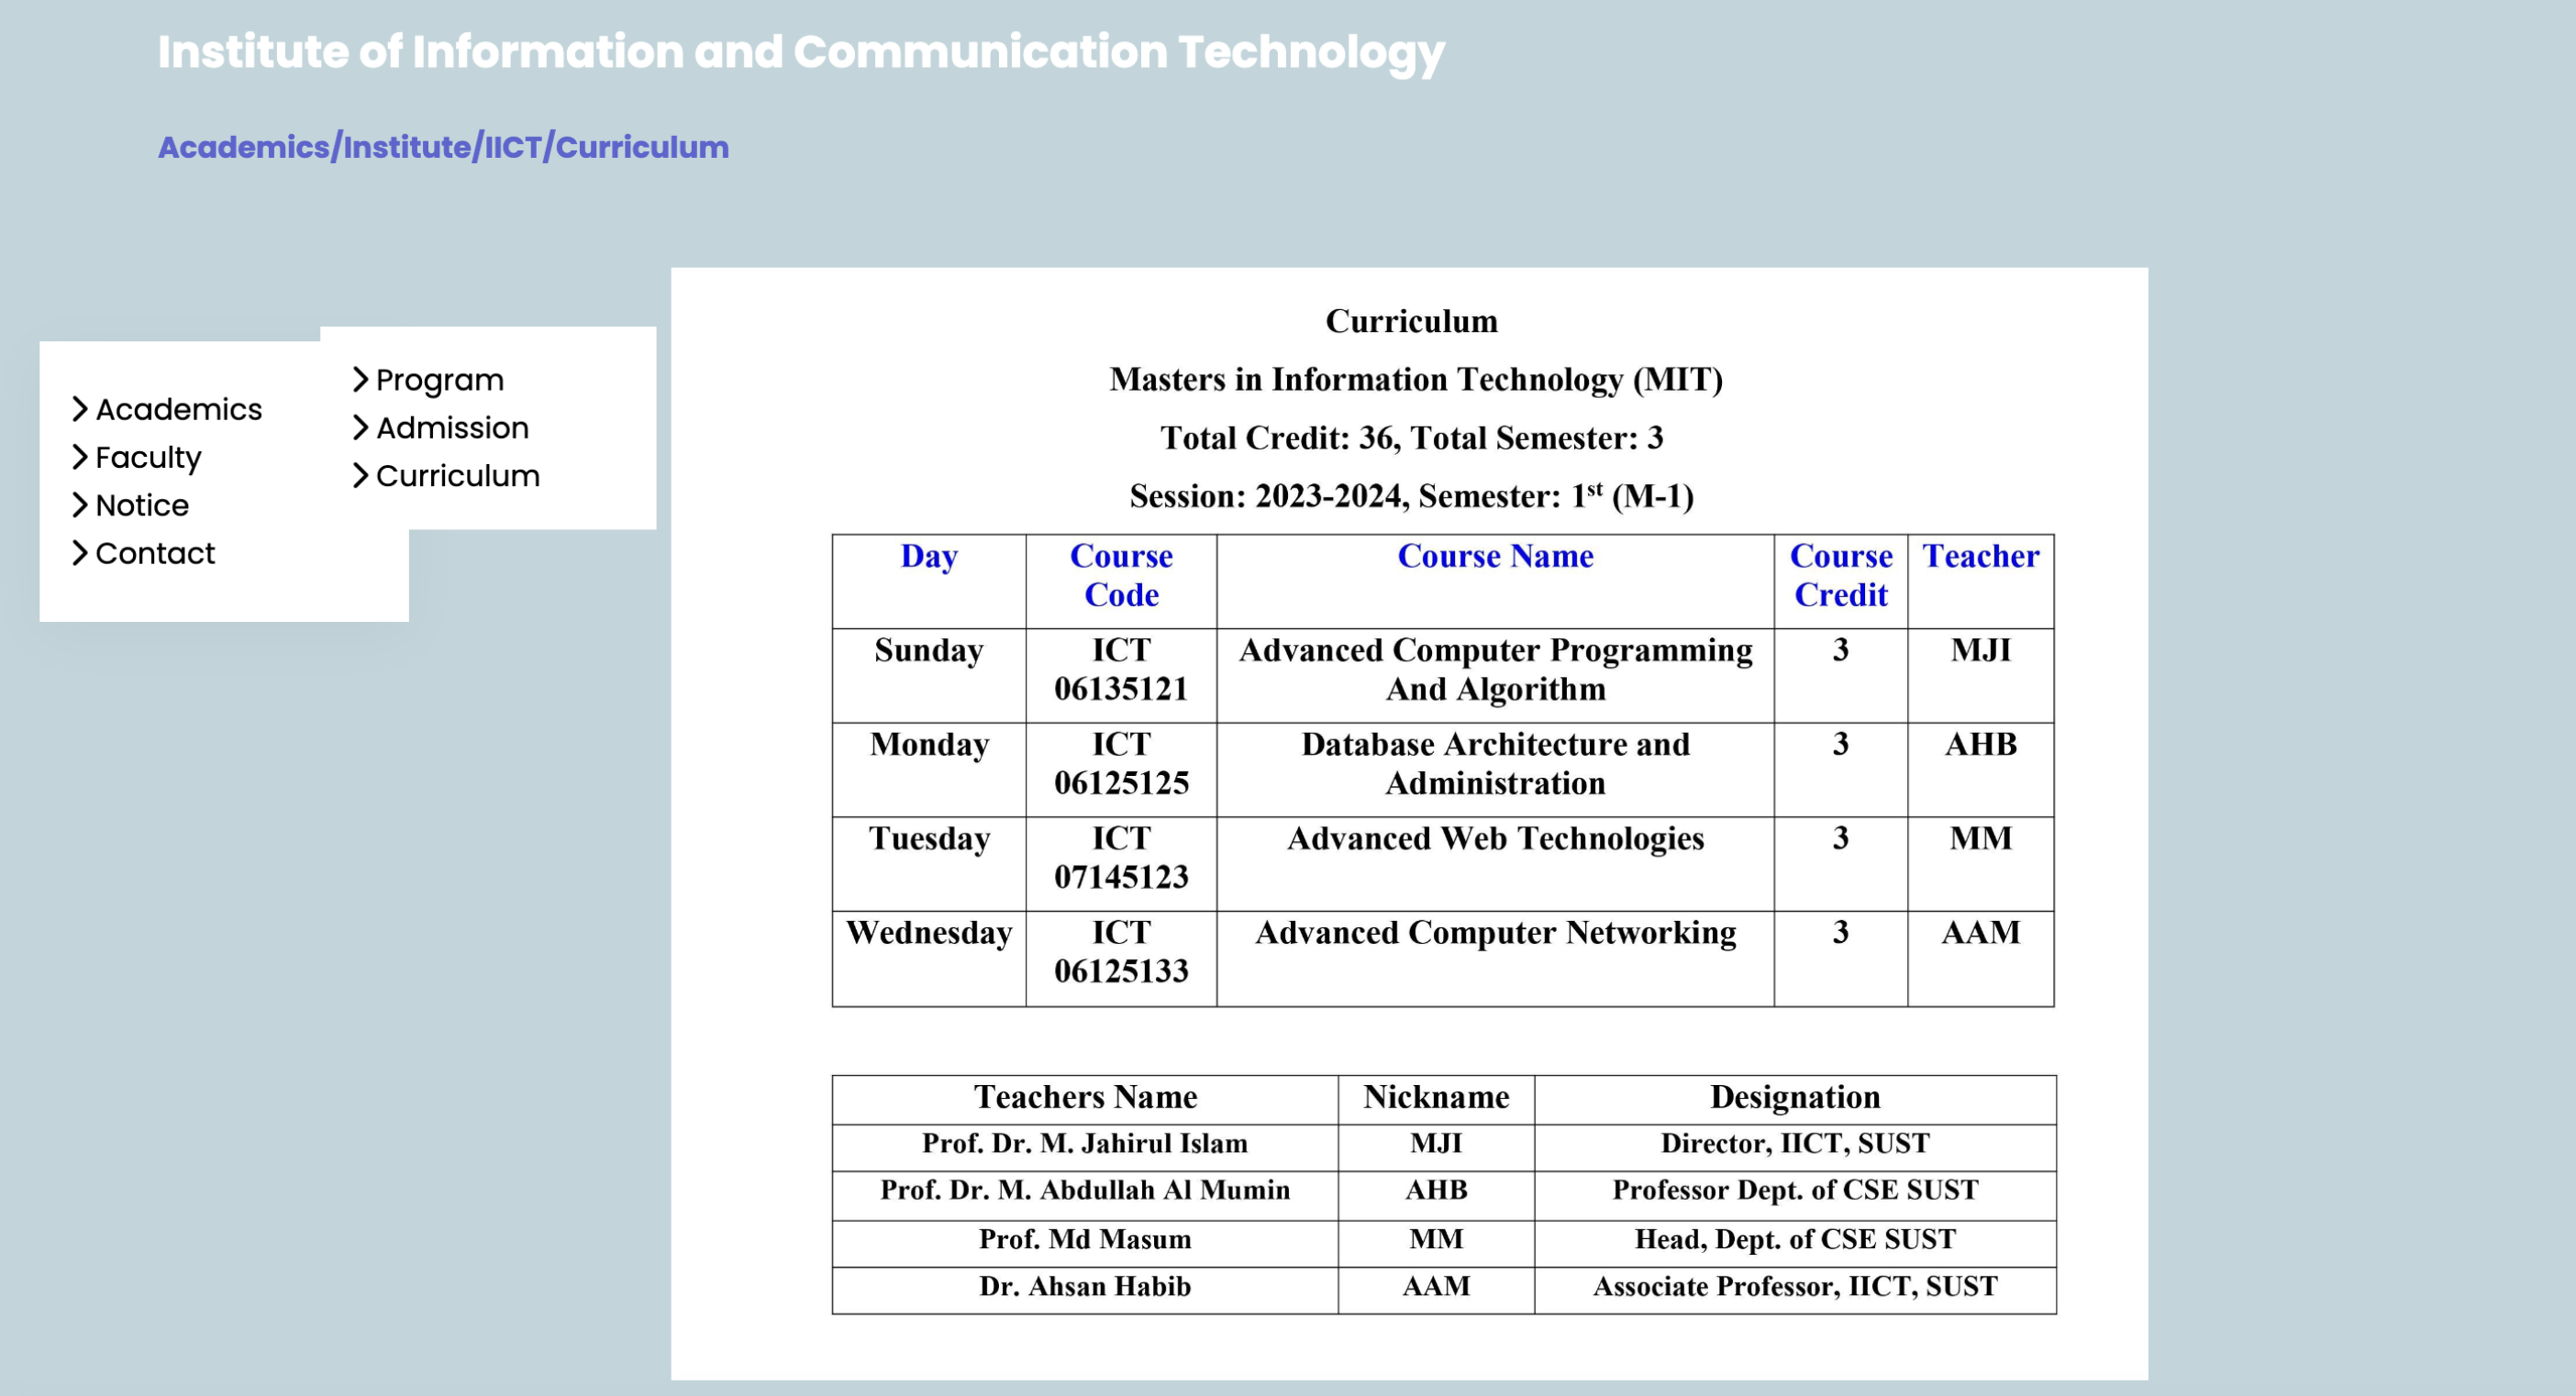 Institute of Information and Communication Technology
Academics/Institute/IICT/Curriculum
Academics
Faculty
Notice
Contact
Program
Admission
Curriculum
Curriculum
Masters in Information Technology (MIT)
Total Credit: 36, Total Semester: 3
Session: 2023-2024, Semester: 1st (M-1)
Day Course Code Course Name Course Credit Teacher
Sunday ICT 06135121 Advanced Computer Programming And Algorithm 3 MJI
Monday ICT 06125125 Database Architecture and Administration 3 AHB
Tuesday ICT 07145123 Advanced Web Technologies 3 MM
Wednesday ICT 06125133 Advanced Computer Networking 3 AAM
Teachers Name Nickname Designation
Prof. Dr. M. Jahirul Islam MJI Director, IICT, SUST
Prof. Dr. M. Abdullah Al Mumin AHB Professor Dept. of CSE SUST
Prof. Md Masum MM Head, Dept. of CSE SUST
Dr. Ahsan Habib AAM Associate Professor, IICT, SUST